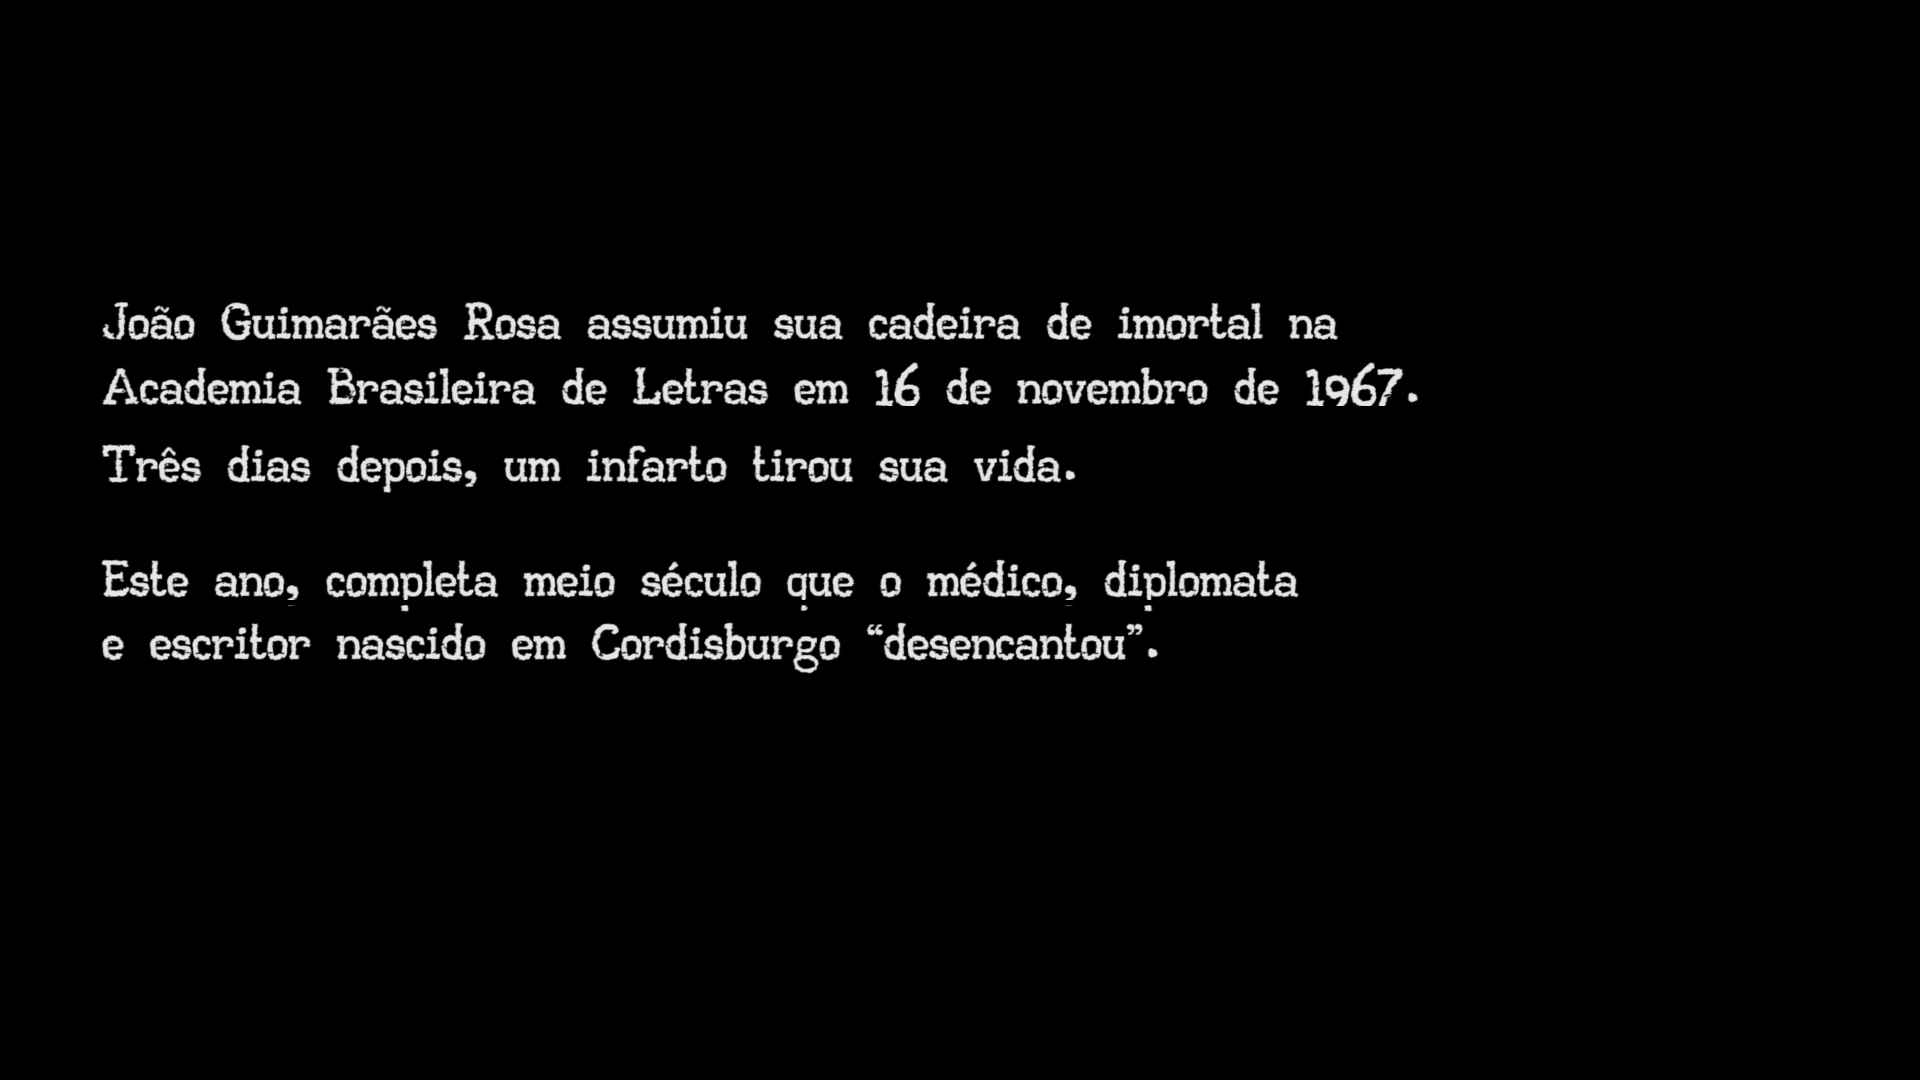 João Guimarães Rosa assumiu sua cadeira de imortal na
Academia Brasileira de Letras em 16 de novembro de 1967.
Três dias depois, um infarto tirou sua vida.
Este ano, completa meio século que o médico, diplomata
e escritor nascido em Cordisburgo “desencantou”.